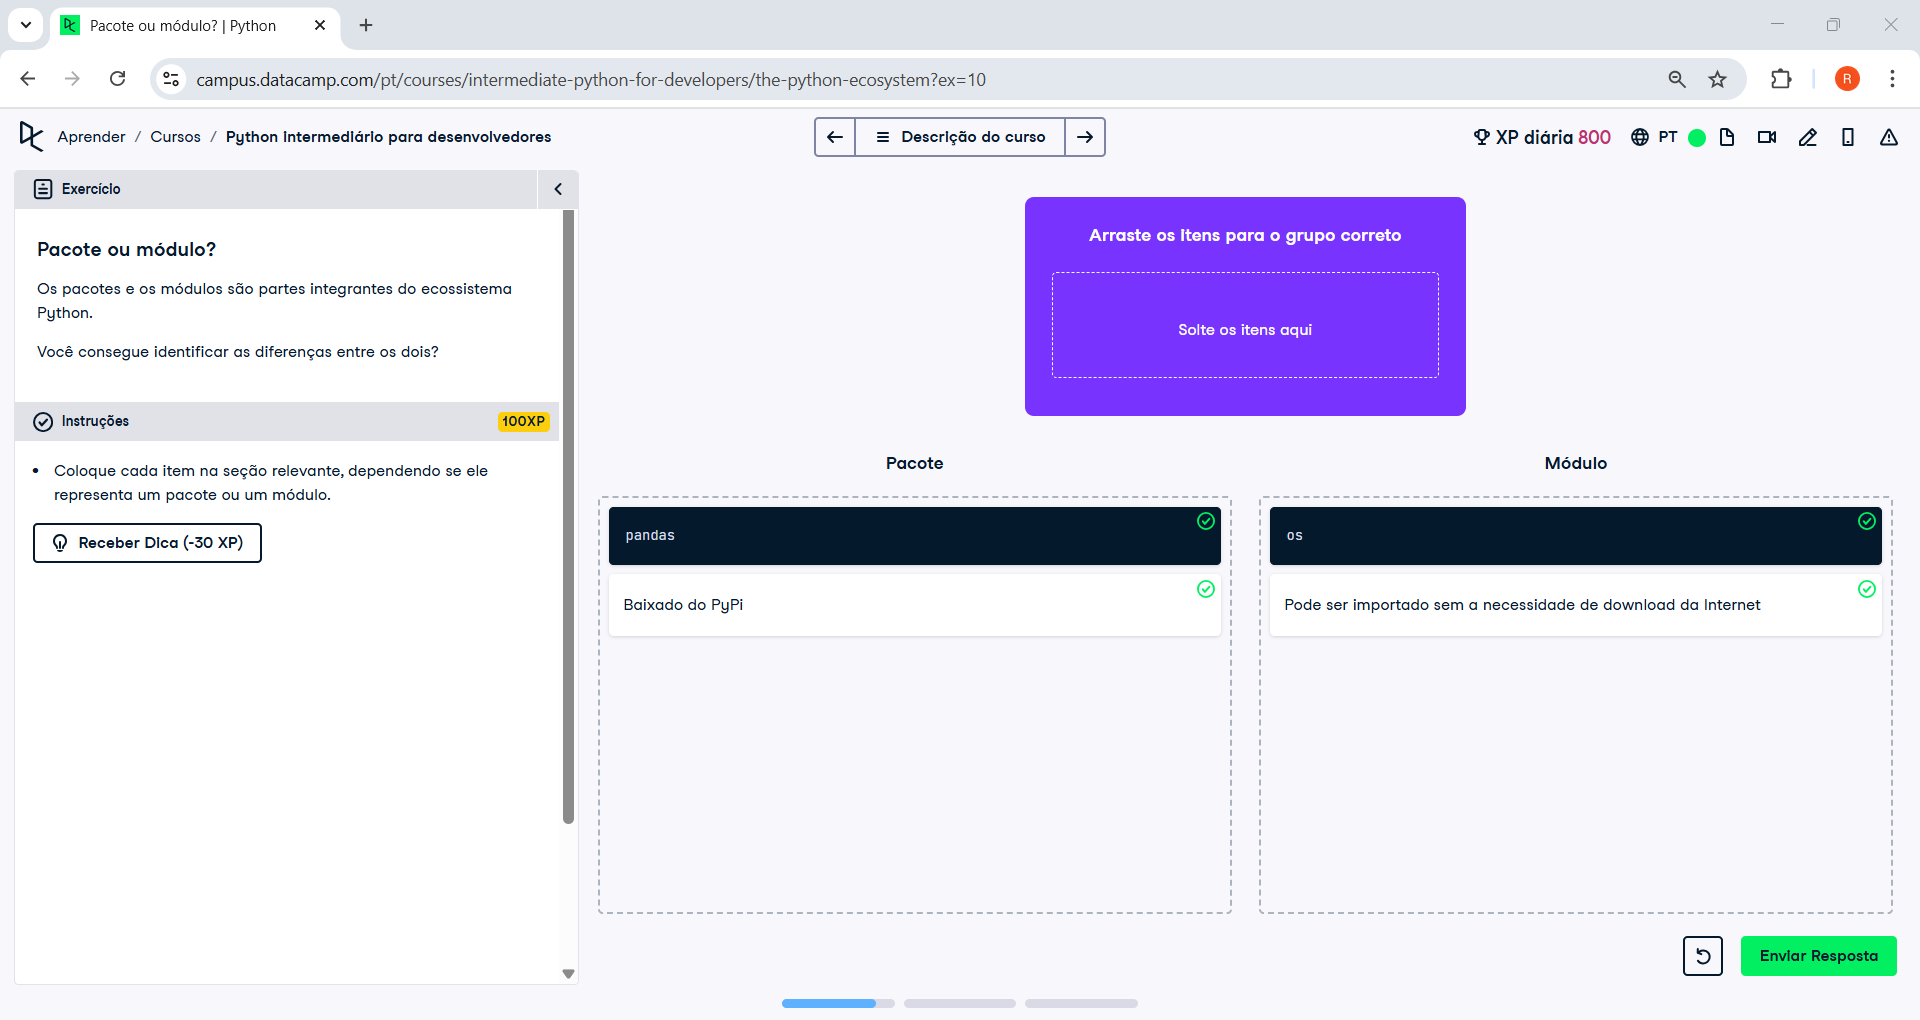 Pacote ou módulo? | Python
campus.datacamp.com/pt/courses/intermediate-python-for-developers/the-python-ecosystem?ex=10
R
Aprender / Cursos / Python Intermediário para desenvolvedores
Descrição do curso
XP diária 800
PT
Exercício
Pacote ou módulo?
Os pacotes e os módulos são partes integrantes do ecossistema
Python.
Você consegue identificar as diferenças entre os dois?
Instruções
100XP
• Coloque cada item na seção relevante, dependendo se ele
representa um pacote ou um módulo.
Receber Dica (-30 XP)
Arraste os itens para o grupo correto
Solte os itens aqui
Pacote
pandas
Baixado do PyPi
Módulo
os
Pode ser importado sem a necessidade de download da Internet
Enviar Resposta